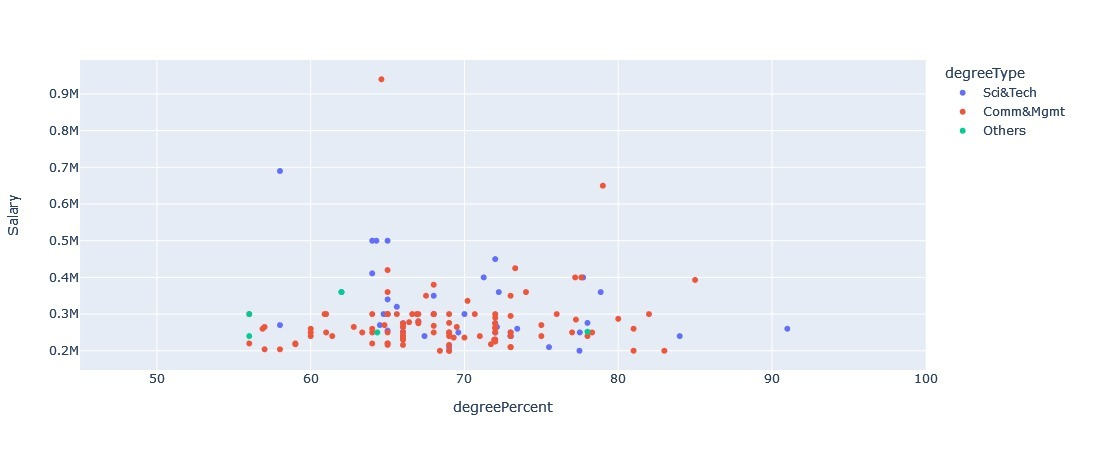 degreeType
Sci&Tech
Comm&Mgmt
Others
0.9M
0.8M
0.7M
0.6M
0.5M
0.4M
0.3M
0.2M
Salary
50 60 70 80 90 100
degreePercent